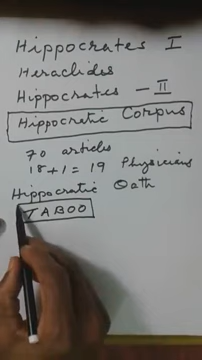 Hippocrates I
Heraclides
Hippocrates - II
Hippocratic Corpus
70 articles
18+1 = 19 Physicians
Hippocratic Oath
TABOO